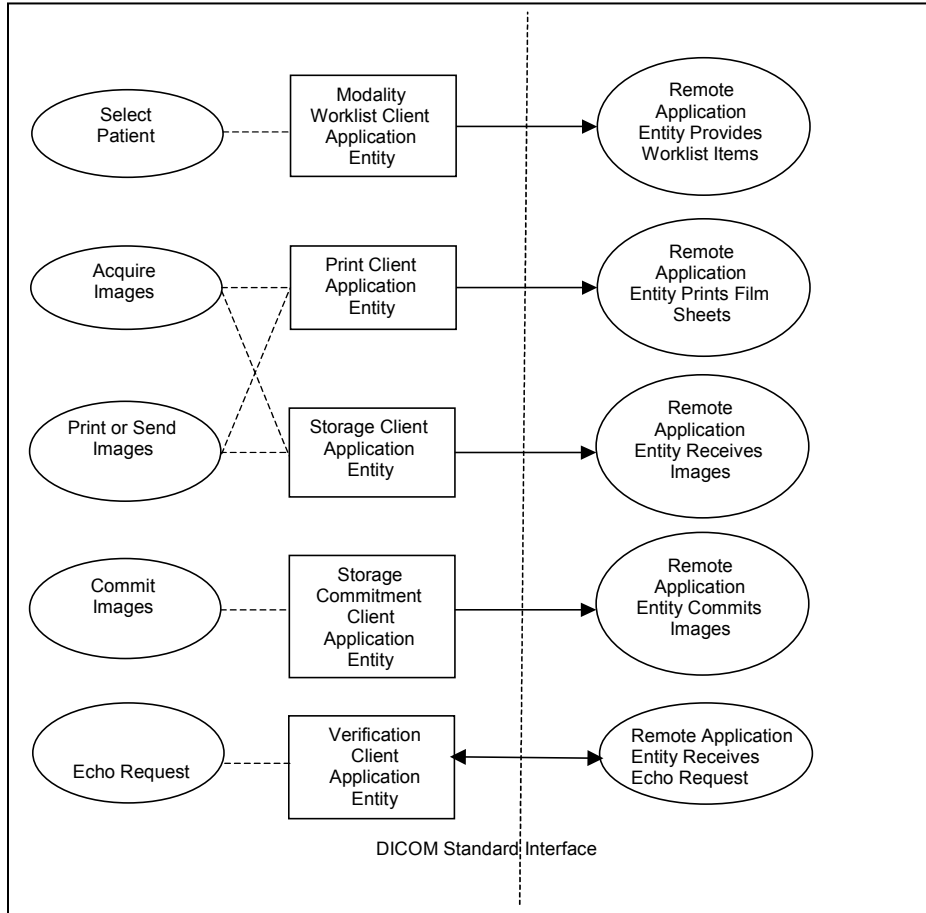 Select
Patient
Modality
Worklist Client
Application
Entity
Remote
Application
Entity Provides
Worklist Items
Acquire
Images
Print Client
Application
Entity
Remote
Application
Entity Prints Film
Sheets
Print or Send
Images
Storage Client
Application
Entity
Remote
Application
Entity Receives
Images
Commit
Images
Storage
Commitment
Client
Application
Entity
Remote
Application
Entity Commits
Images
Echo Request
Verification
Client
Application
Entity
Remote Application
Entity Receives
Echo Request
DICOM Standard Interface